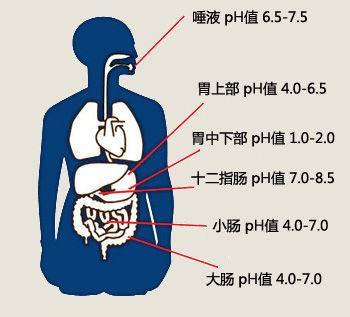 唾液 pH值 6.5-7.5
胃上部 pH值 4.0-6.5
胃中下部 pH值 1.0-2.0
十二指肠 pH值 7.0-8.5
小肠 pH值 4.0-7.0
大肠 pH值 4.0-7.0